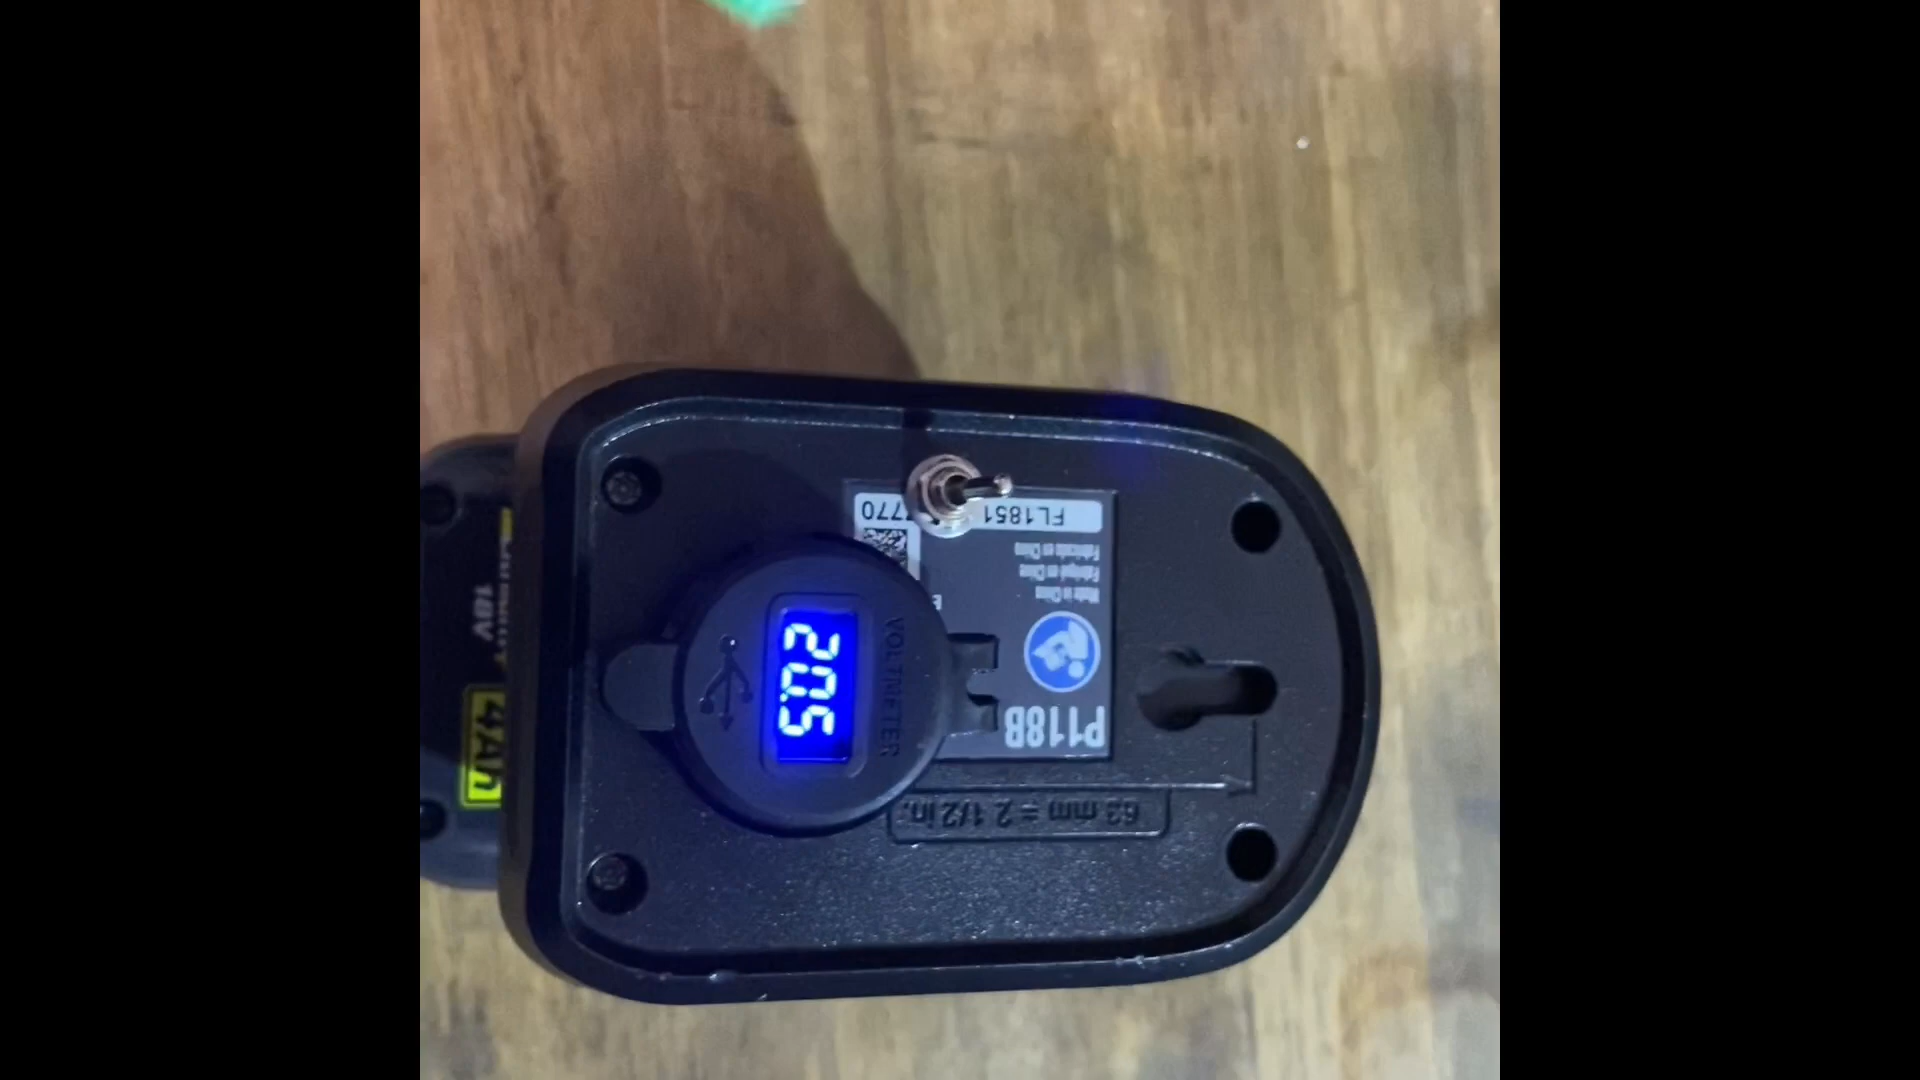 VOLTMETER
20.5
P118B
Made in China
Fabriqué en Chine
Fabricado en China
FL1851
7770
63 mm = 2 1/2 in.
18V
4Ah